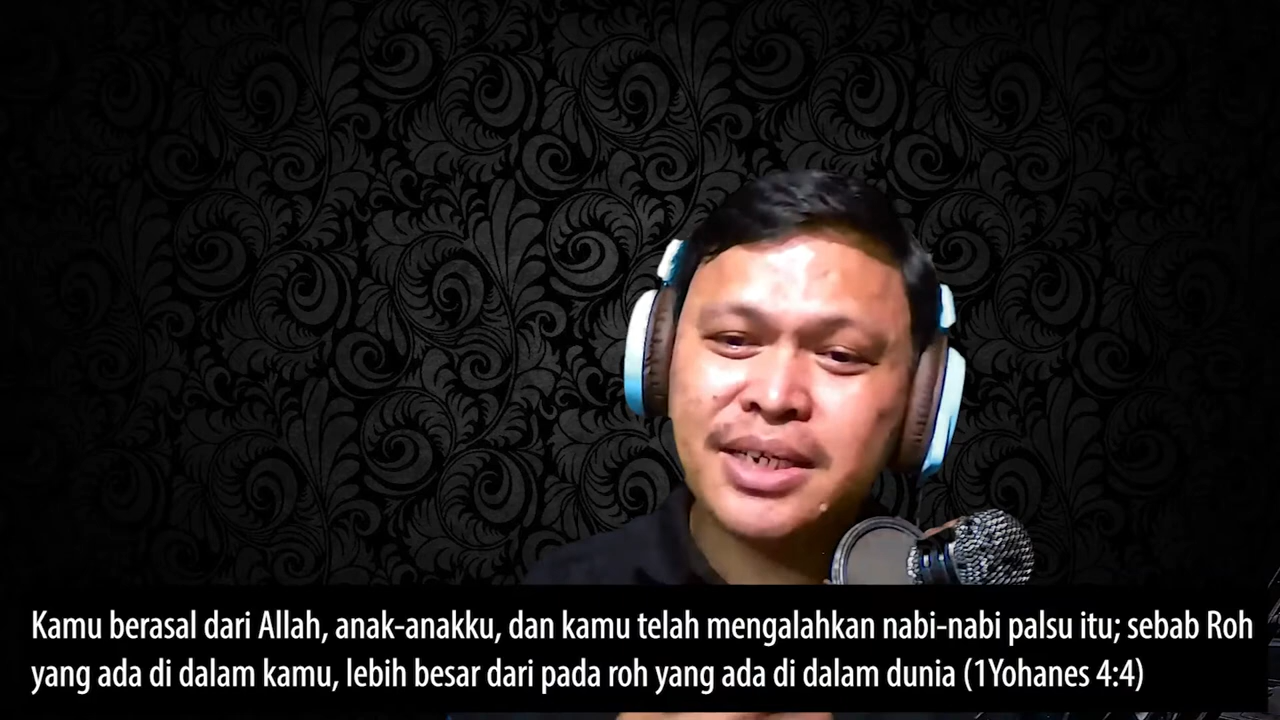 Kamu berasal dari Allah, anak-anakku, dan kamu telah mengalahkan nabi-nabi palsu itu; sebab Roh
yang ada di dalam kamu, lebih besar dari pada roh yang ada di dalam dunia (1Yohanes 4:4)